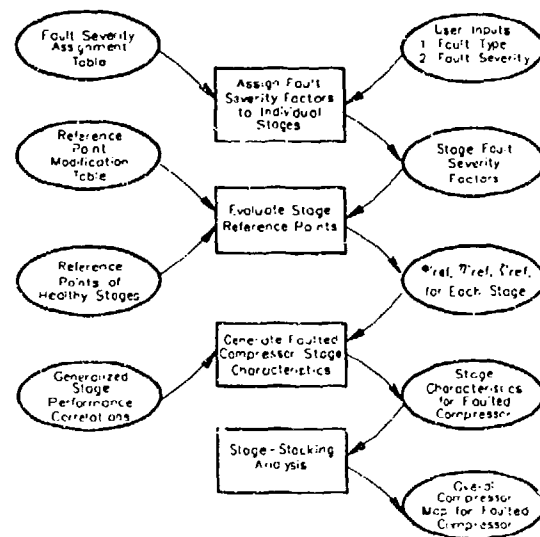 Fault Severity
Assignment
Table
User Inputs
1 Fault Type
2 Fault Severity
Assign Fault
Severity Factors
to Individual
Stages
Reference
Point
Modification
Table
Stage Fault
Severity
Factors
Evaluate Stage
Reference Points
Reference
Points of
Healthy Stages
ref, ref, ref,
for Each Stage
Generate Faulted
Compressor Stage
Characteristics
Generalized
Stage
Performance
Correlations
Stage
Characteristics
for Faulted
Compressor
Stage-Stacking
Analysis
Overall
Compressor
Map for Faulted
Compressor